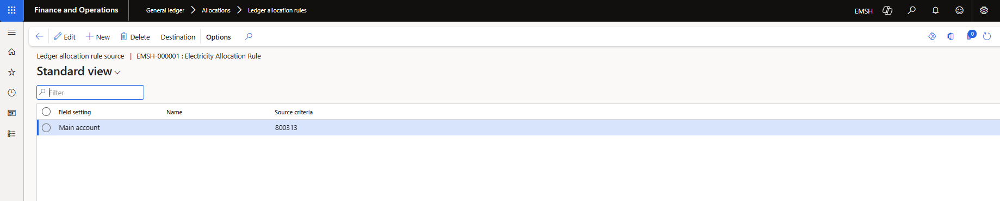 Finance and Operations General ledger Allocations Ledger allocation rules EMSH
Edit New Delete Destination Options 0
Ledger allocation rule source | EMSH-000001 : Electricity Allocation Rule
Standard view
Filter
Field setting Name Source criteria
Main account 800313